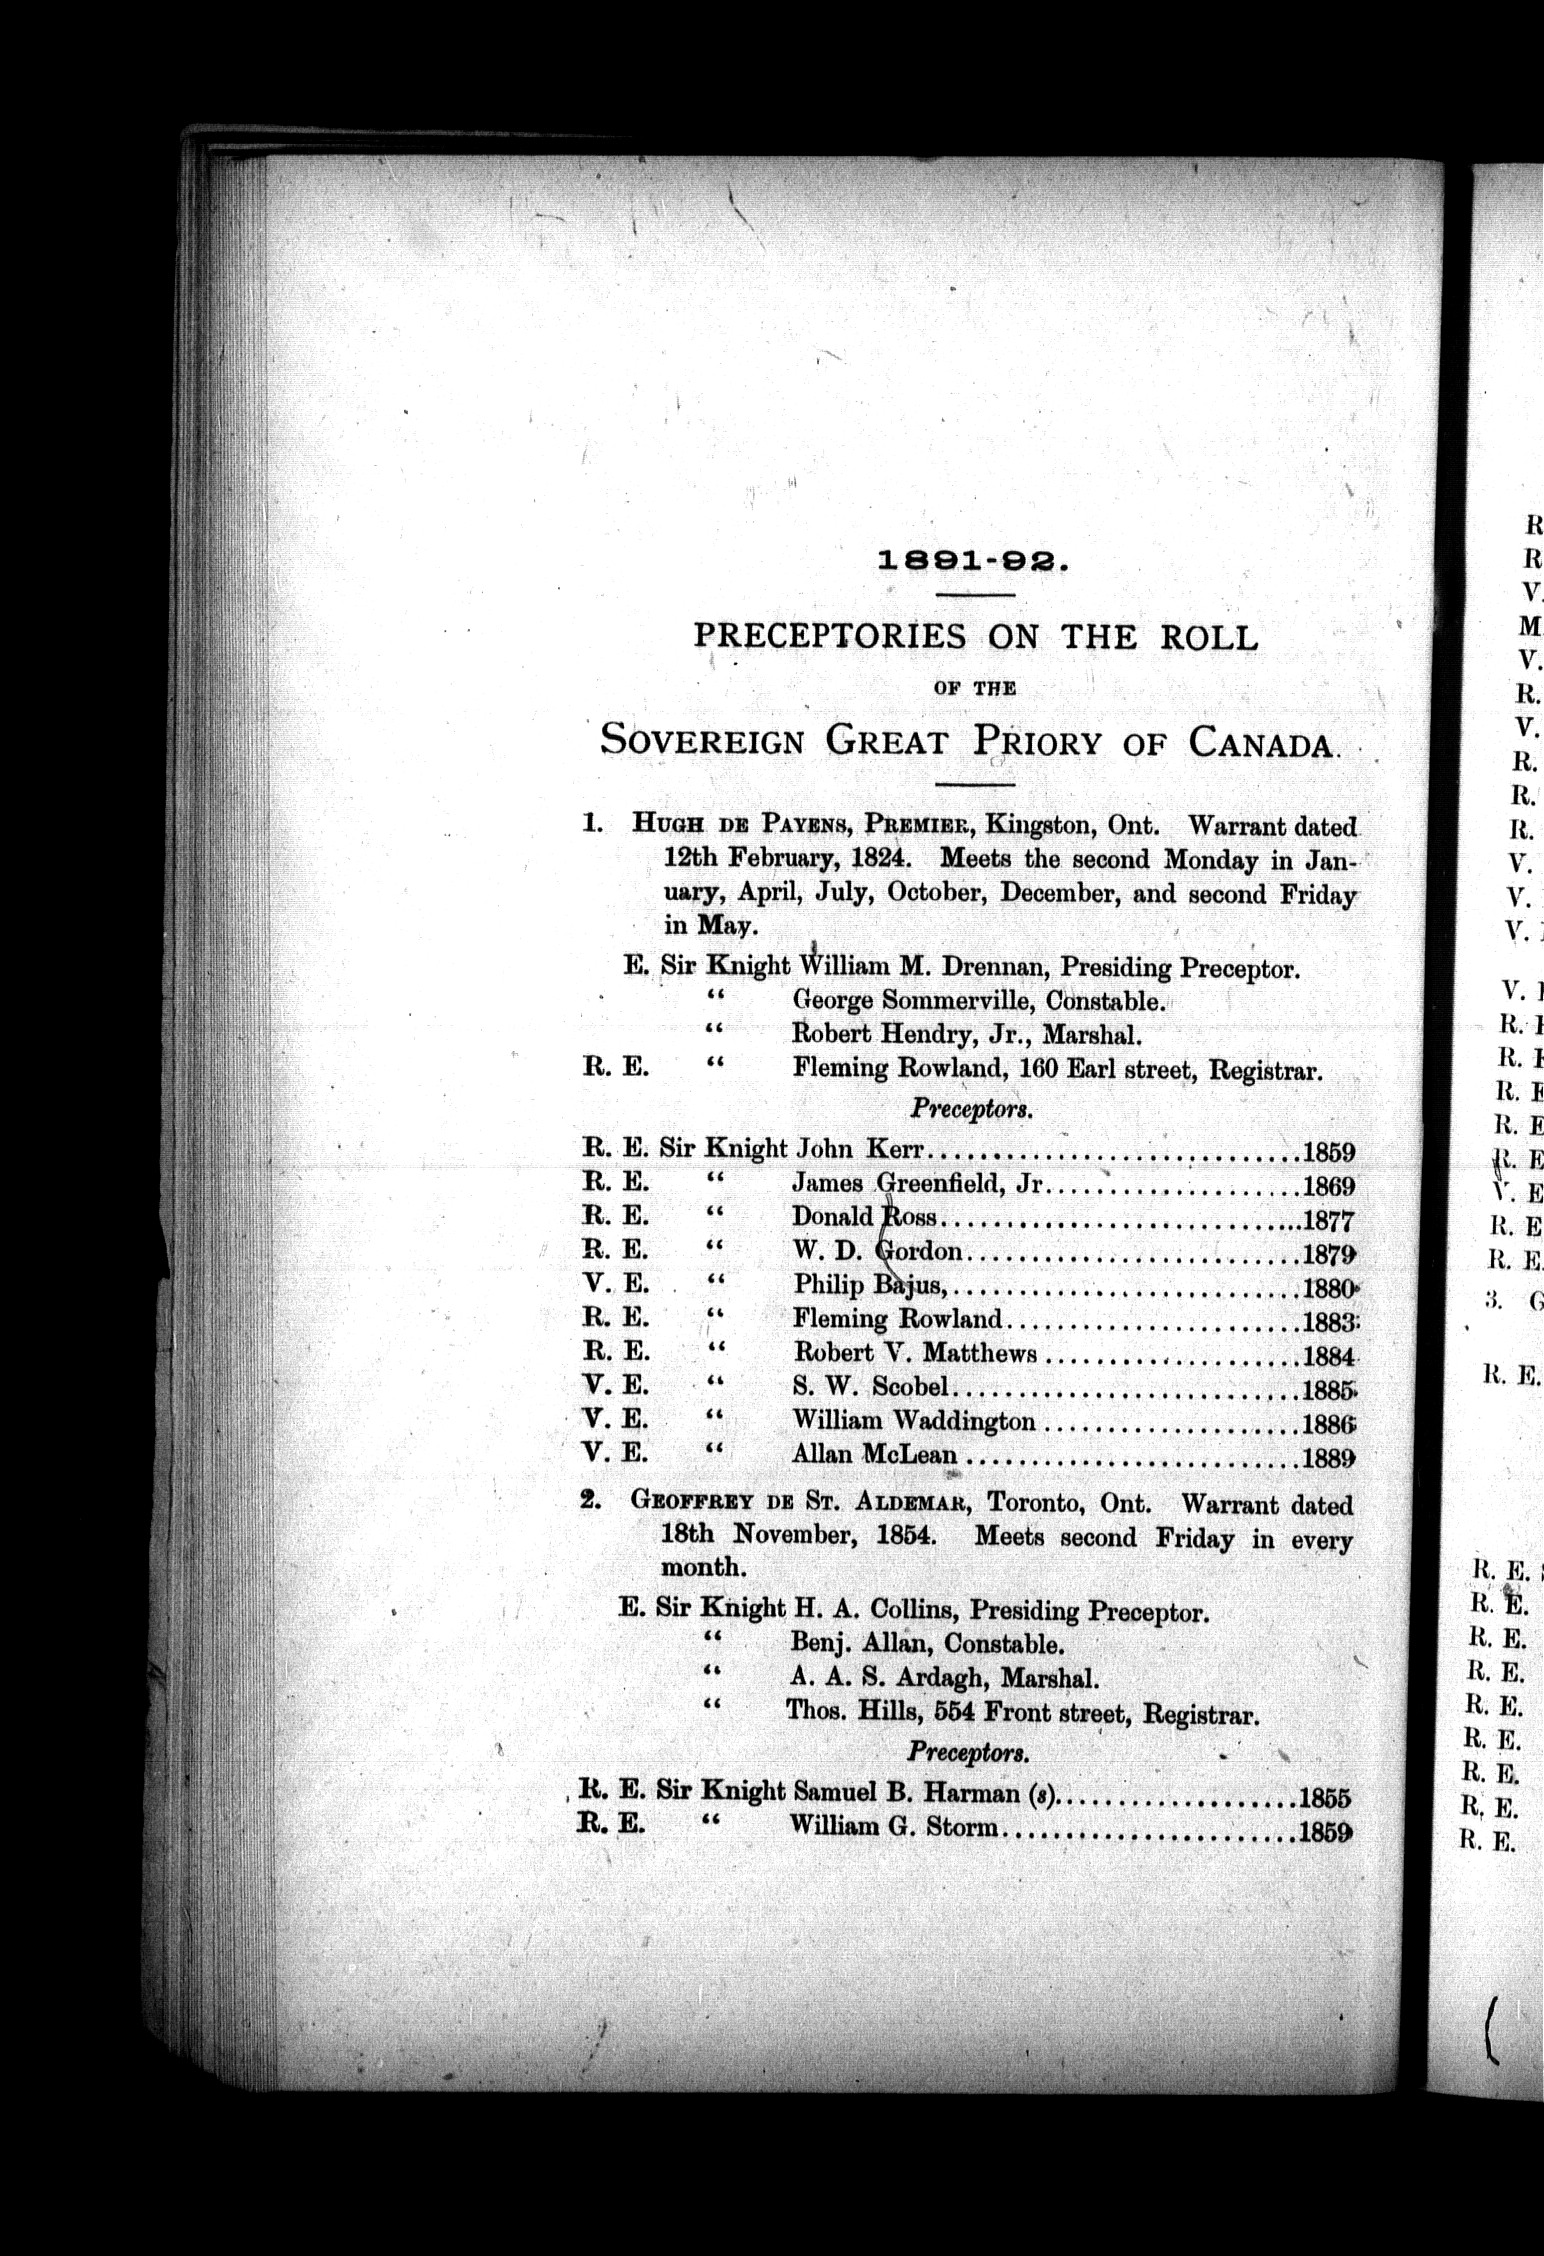 1891-92.
PRECEPTORIES ON THE ROLL
OF THE
SOVEREIGN GREAT PRIORY OF CANADA.
1. HUGH DE PAYENS, PREMIER, Kingston, Ont. Warrant dated
12th February, 1824. Meets the second Monday in Jan-
uary, April, July, October, December, and second Friday
in May.
E. Sir Knight William M. Drennan, Presiding Preceptor.
“ George Sommerville, Constable.
“ Robert Hendry, Jr., Marshal.
R. E. “ Fleming Rowland, 160 Earl street, Registrar.
Preceptors.
R. E. Sir Knight John Kerr.............................1859
R. E. “ James Greenfield, Jr....................1869
R. E. “ Donald Ross............................1877
R. E. “ W. D. Gordon..........................1879
V. E. “ Philip Bajus,...........................1880
R. E. “ Fleming Rowland.......................1883
R. E. “ Robert V. Matthews ....................1884
V. E. “ S. W. Scobel...........................1885
V. E. “ William Waddington ....................1886
V. E. “ Allan McLean ..........................1889
2. GEOFFREY DE ST. ALDEMAR, Toronto, Ont. Warrant dated
18th November, 1854. Meets second Friday in every
month.
E. Sir Knight H. A. Collins, Presiding Preceptor.
“ Benj. Allan, Constable.
“ A. A. S. Ardagh, Marshal.
“ Thos. Hills, 554 Front street, Registrar.
Preceptors.
R. E. Sir Knight Samuel B. Harman (s)...................1855
R. E. “ William G. Storm.......................1859
R
R
V.
M
V.
R.
V.
R.
R.
R.
V.
V.
V.
V.
R.
R.
R. E
R. E
R. E
V. E
R. E
R. E.
3. G
R. E.
R. E.
R. E.
R. E.
R. E.
R. E.
R. E.
R. E.
R. E.
R. E.